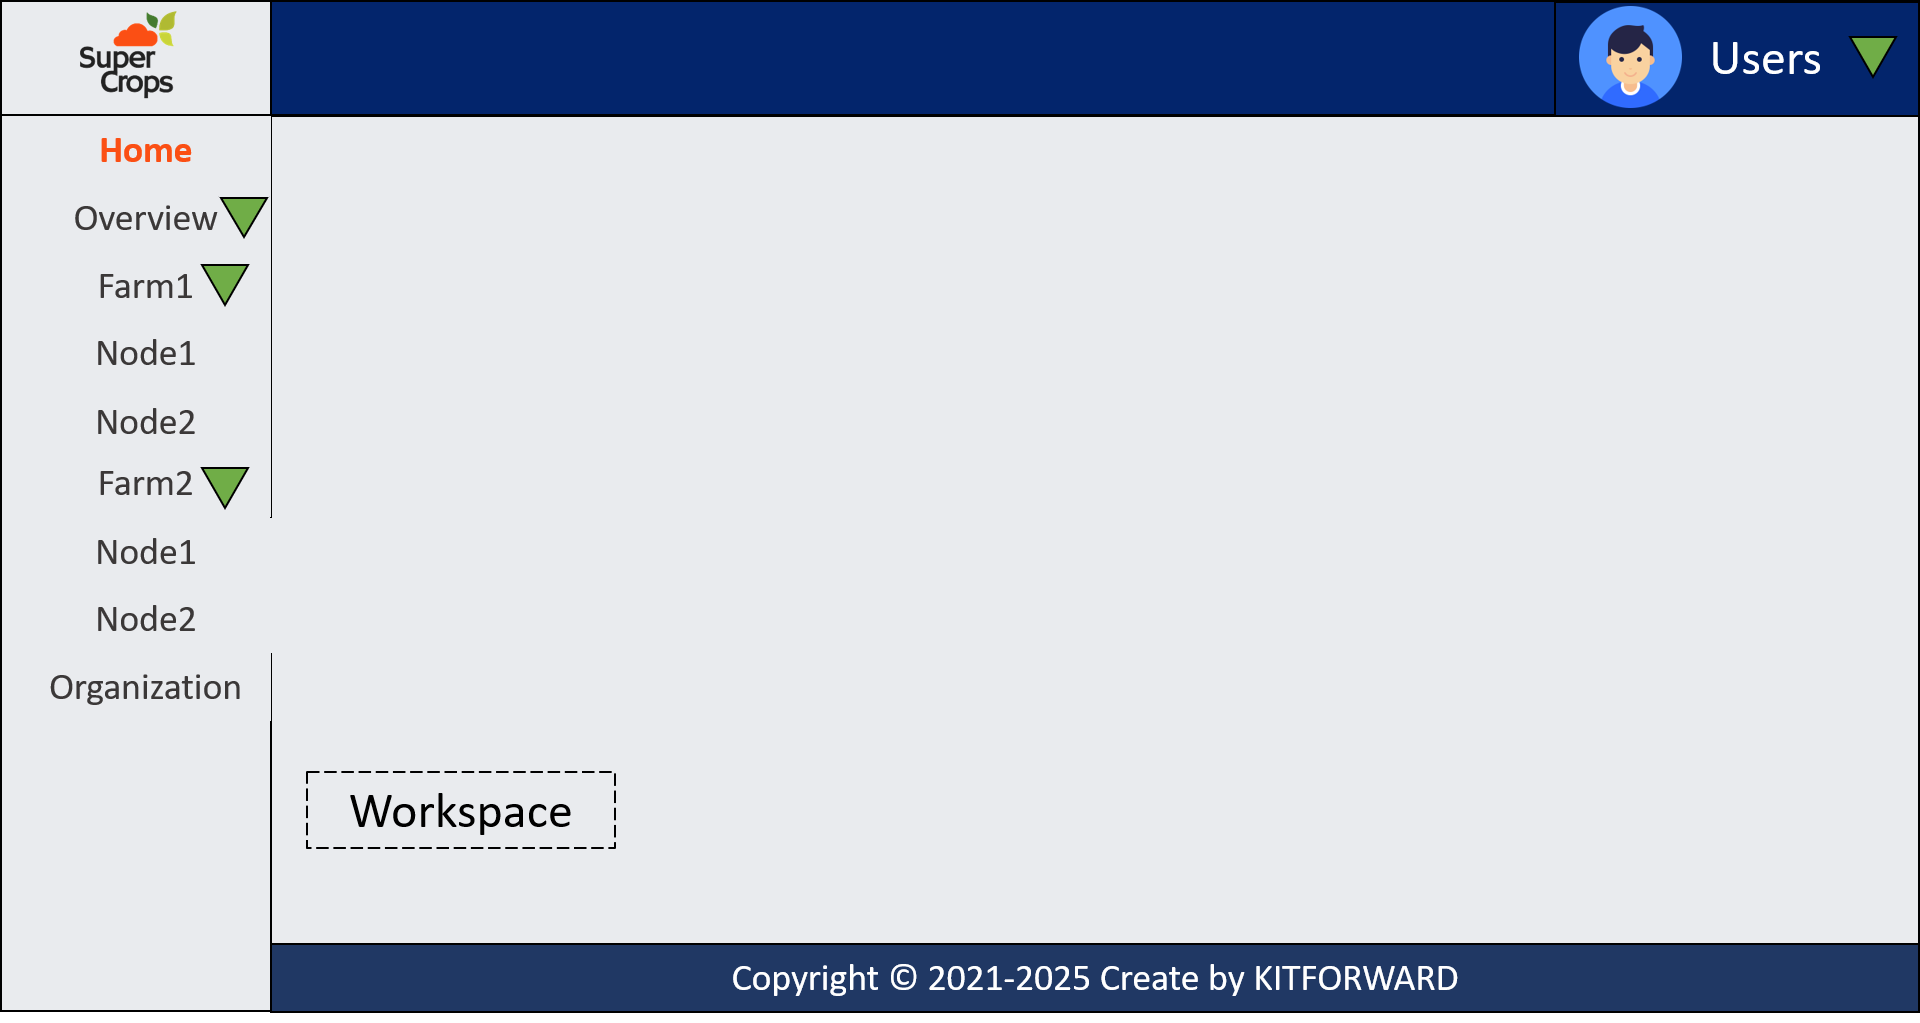 Super
Crops
Users
Home
Overview
Farm1
Node1
Node2
Farm2
Node1
Node2
Organization
Workspace
Copyright © 2021-2025 Create by KITFORWARD